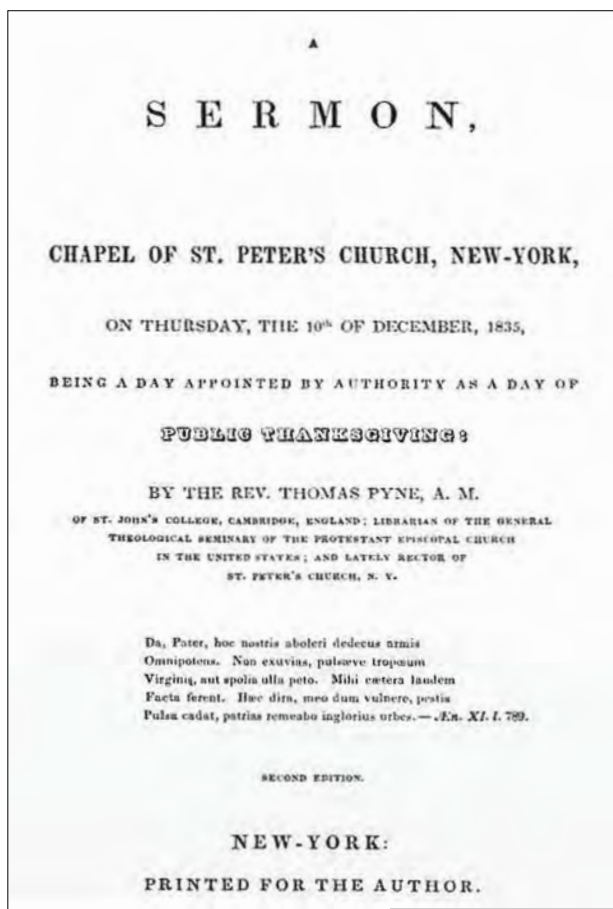 A
SERMON,
CHAPEL OF ST. PETER'S CHURCH, NEW-YORK,
ON THURSDAY, THE 10th OF DECEMBER, 1835,
BEING A DAY APPOINTED BY AUTHORITY AS A DAY OF
PUBLIC THANKSGIVING:
BY THE REV. THOMAS PYNE, A. M.
OF ST. JOHN'S COLLEGE, CAMBRIDGE, ENGLAND; LIBRARIAN OF THE GENERAL
THEOLOGICAL SEMINARY OF THE PROTESTANT EPISCOPAL CHURCH
IN THE UNITED STATES; AND LATELY RECTOR OF
ST. PETER'S CHURCH, N. Y.
Da, Pater, hoc nostris aboleri dedecus armis
Omnipotens. Non exuvias, pulsæve tropæum
Virginis, aut spolia ulla peto. Mihi cætera laudem
Facta ferent. Hæc dira, meo dum vulnere, pestis
Pulsa cadat, patrias remeabo inglorius urbes.—Æn. XI. l. 789.
SECOND EDITION.
NEW-YORK:
PRINTED FOR THE AUTHOR.